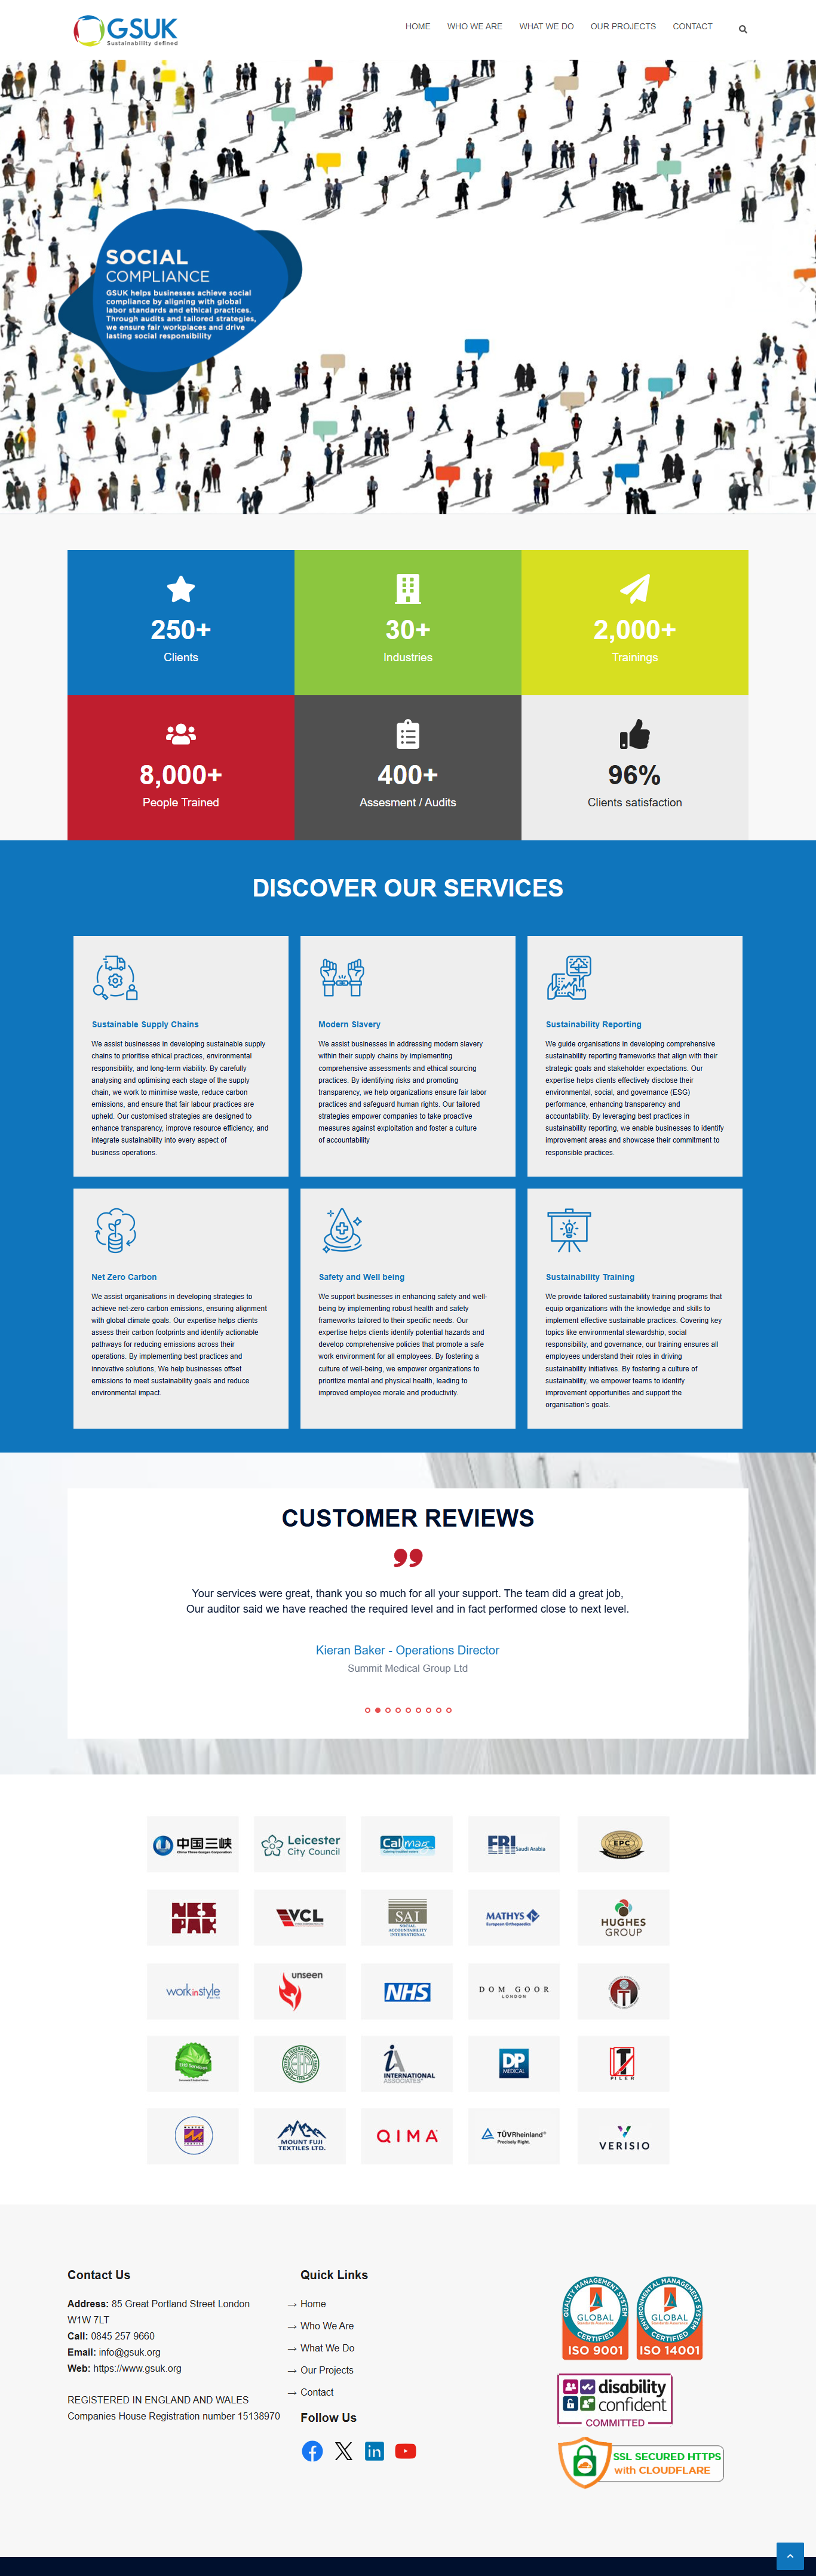 GSUK
Sustainability defined
HOME WHO WE ARE WHAT WE DO OUR PROJECTS CONTACT
SOCIAL
COMPLIANCE
GSUK helps businesses achieve social
compliance by aligning with global
labor standards and ethical practices.
Through audits and tailored strategies,
we ensure fair workplaces and drive
lasting social responsibility
250+
Clients
30+
Industries
2,000+
Trainings
8,000+
People Trained
400+
Assesment / Audits
96%
Clients satisfaction
DISCOVER OUR SERVICES
Sustainable Supply Chains
We assist businesses in developing sustainable supply
chains to prioritise ethical practices, environmental
responsibility, and long-term viability. By carefully
analysing and optimising each stage of the supply
chain, we work to minimise waste, reduce carbon
emissions, and ensure that fair labour practices are
upheld. Our customised strategies are designed to
enhance transparency, improve resource efficiency, and
integrate sustainability into every aspect of
business operations.
Modern Slavery
We assist businesses in addressing modern slavery
within their supply chains by implementing
comprehensive assessments and ethical sourcing
practices. By identifying risks and promoting
transparency, we help organizations ensure fair labor
practices and safeguard human rights. Our tailored
strategies empower companies to take proactive
measures against exploitation and foster a culture
of accountability
Sustainability Reporting
We guide organisations in developing comprehensive
sustainability reporting frameworks that align with their
strategic goals and stakeholder expectations. Our
expertise helps clients effectively disclose their
environmental, social, and governance (ESG)
performance, enhancing transparency and
accountability. By leveraging best practices in
sustainability reporting, we enable businesses to identify
improvement areas and showcase their commitment to
responsible practices.
Net Zero Carbon
We assist organisations in developing strategies to
achieve net-zero carbon emissions, ensuring alignment
with global climate goals. Our expertise helps clients
assess their carbon footprints and identify actionable
pathways for reducing emissions across their
operations. By implementing best practices and
innovative solutions, We help businesses offset
emissions to meet sustainability goals and reduce
environmental impact.
Safety and Well being
We support businesses in enhancing safety and well-
being by implementing robust health and safety
frameworks tailored to their specific needs. Our
expertise helps clients identify potential hazards and
develop comprehensive policies that promote a safe
work environment for all employees. By fostering a
culture of well-being, we empower organizations to
prioritize mental and physical health, leading to
improved employee morale and productivity.
Sustainability Training
We provide tailored sustainability training programs that
equip organizations with the knowledge and skills to
implement effective sustainable practices. Covering key
topics like environmental stewardship, social
responsibility, and governance, our training ensures all
employees understand their roles in driving
sustainability initiatives. By fostering a culture of
sustainability, we empower teams to identify
improvement opportunities and support the
organisation's goals.
CUSTOMER REVIEWS
Your services were great, thank you so much for all your support. The team did a great job,
Our auditor said we have reached the required level and in fact performed close to next level.
Kieran Baker - Operations Director
Summit Medical Group Ltd
中国三峡
China Three Gorges Corporation
Leicester
City Council
Calmag
ERI Saudi Arabia
EPC
NES
PAK
VCL
SAI
SOCIAL
ACCOUNTABILITY
INTERNATIONAL
MATHYS
European Orthopaedics
HUGHES
GROUP
workinstyle
unseen
NHS
DOM GOOR
LONDON
iA
INTERNATIONAL
ASSOCIATES
DP
MEDICAL
PILER
MOUNT FUJI
TEXTILES LTD.
QIMA
TÜVRheinland®
Precisely Right.
VERISIO
Contact Us
Address: 85 Great Portland Street London
W1W 7LT
Call: 0845 257 9660
Email: info@gsuk.org
Web: https://www.gsuk.org
REGISTERED IN ENGLAND AND WALES
Companies House Registration number 15138970
Quick Links
Home
Who We Are
What We Do
Our Projects
Contact
Follow Us
QUALITY MANAGEMENT SYSTEM
GLOBAL
CERTIFIED
ISO 9001
ENVIRONMENTAL MANAGEMENT SYSTEM
GLOBAL
CERTIFIED
ISO 14001
disability
confident
COMMITTED
SSL SECURED HTTPS
with CLOUDFLARE